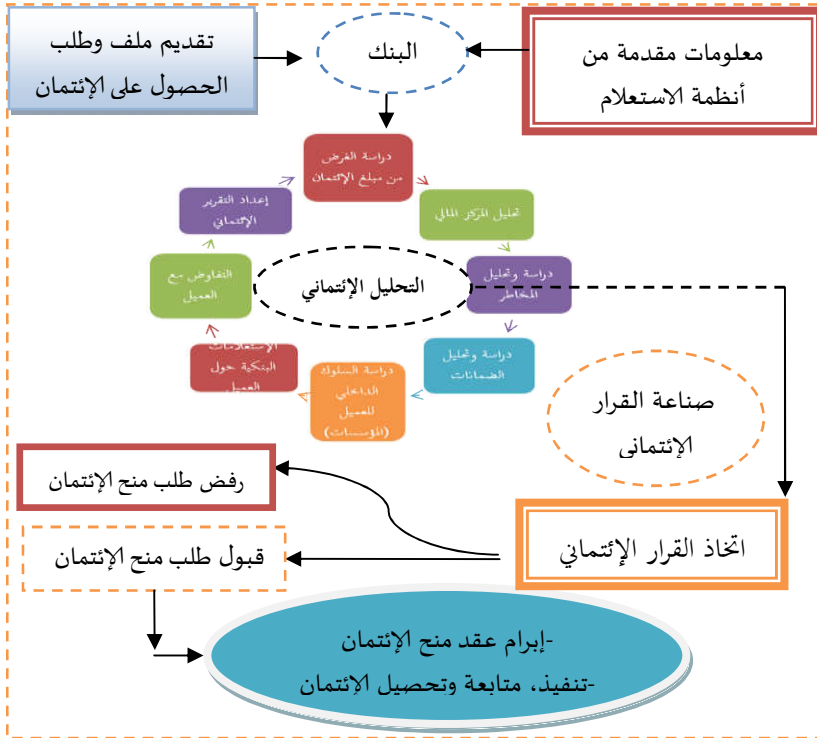 معلومات مقدمة من
أنظمة الاستعلام
البنك
تقديم ملف وطلب
الحصول على الإئتمان
دراسة الغرض
من مبلغ الإئتمان
تحليل المركز المالي
دراسة وتحليل
المخاطر
دراسة وتحليل
الضمانات
دراسة السلوك
الداخلي
للعميل
(المؤسسات)
الإستعلامات
البنكية حول
العميل
التفاوض مع
العميل
إعداد التقرير
الإئتماني
التحليل الإئتماني
صناعة القرار
الإئتمانى
اتخاذ القرار الإئتماني
رفض طلب منح الإئتمان
قبول طلب منح الإئتمان
-إبرام عقد منح الإئتمان
-تنفيذ، متابعة وتحصيل الإئتمان